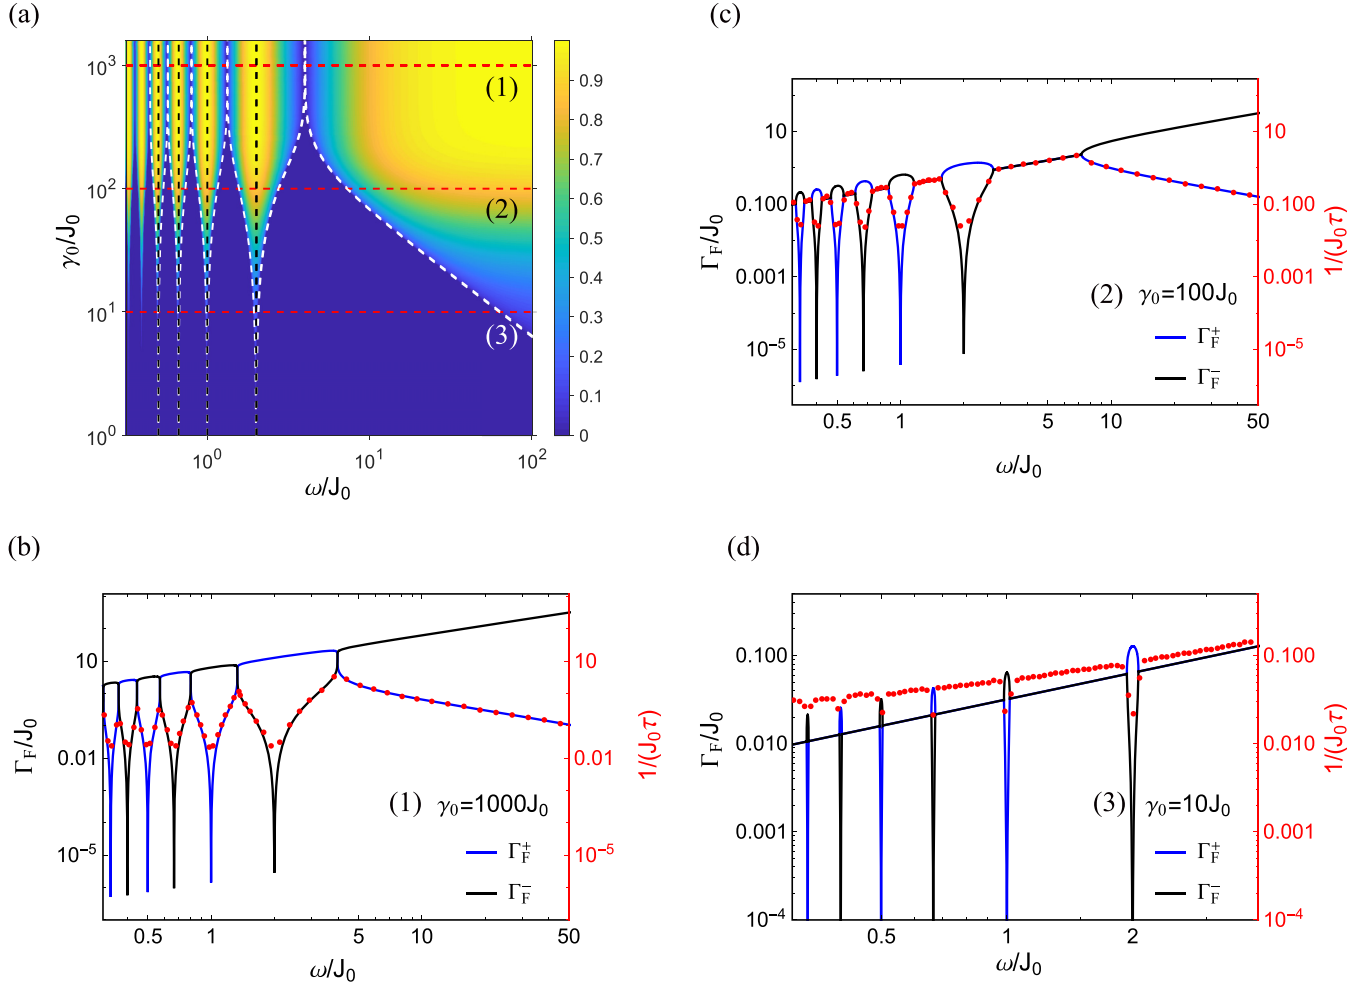 (a)
10³
10²
10¹
10⁰
γ₀/J₀
10⁰
10¹
10²
ω/J₀
(1)
(2)
(3)
0.9
0.8
0.7
0.6
0.5
0.4
0.3
0.2
0.1
0
(c)
10
0.100
0.001
10⁻⁵
Γ_F/J₀
10
0.100
0.001
10⁻⁵
1/(J₀τ)
(2) γ₀=100J₀
Γ_F⁺
Γ_F⁻
0.5
1
5
10
50
ω/J₀
(b)
10
0.01
10⁻⁵
Γ_F/J₀
10
0.01
10⁻⁵
1/(J₀τ)
(1) γ₀=1000J₀
Γ_F⁺
Γ_F⁻
0.5
1
5
10
50
ω/J₀
(d)
0.100
0.010
0.001
10⁻⁴
Γ_F/J₀
0.100
0.010
0.001
10⁻⁴
1/(J₀τ)
(3) γ₀=10J₀
Γ_F⁺
Γ_F⁻
0.5
1
2
ω/J₀